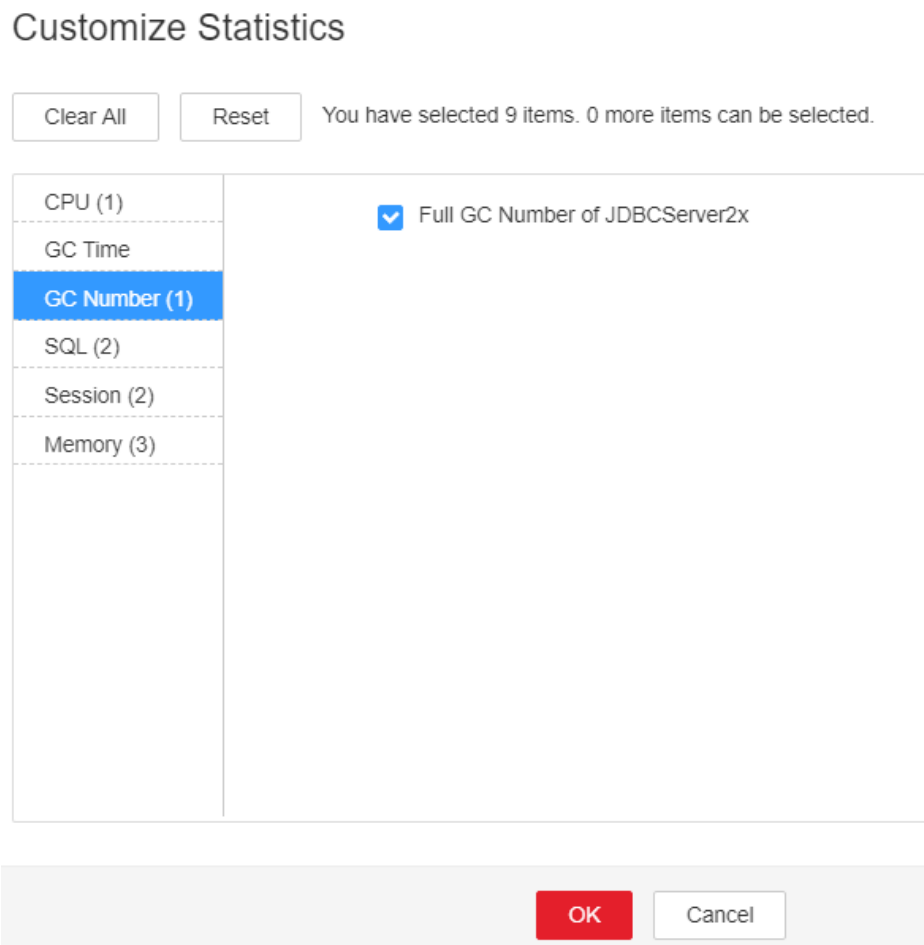 Customize Statistics
Clear All
Reset
You have selected 9 items. 0 more items can be selected.
CPU (1)
GC Time
GC Number (1)
SQL (2)
Session (2)
Memory (3)
Full GC Number of JDBCServer2x
OK
Cancel